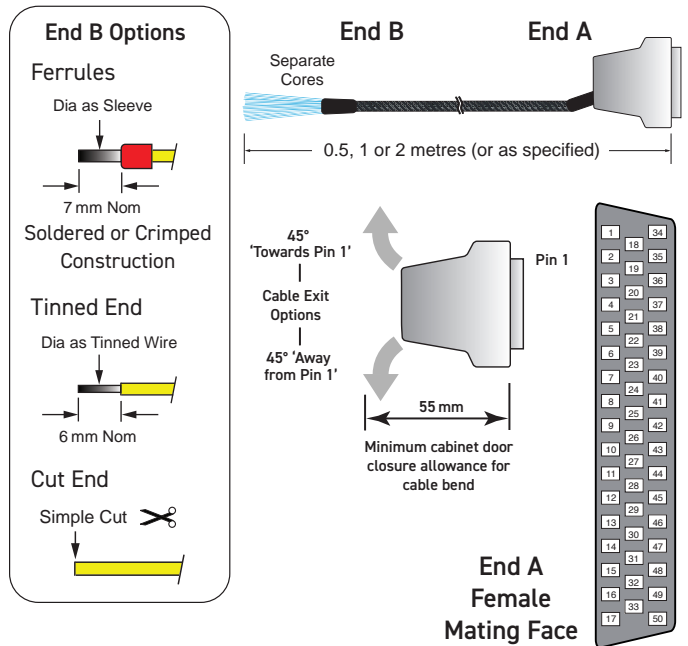 End B Options
Ferrules
Dia as Sleeve
7 mm Nom
Soldered or Crimped
Construction
Tinned End
Dia as Tinned Wire
6 mm Nom
Cut End
Simple Cut
End B
End A
Separate
Cores
0.5, 1 or 2 metres (or as specified)
45°
'Towards Pin 1'
Cable Exit
Options
45° 'Away
from Pin 1'
Pin 1
55 mm
Minimum cabinet door
closure allowance for
cable bend
End A
Female
Mating Face
1 34
18
2 35
19
3 36
20
4 37
21
5 38
22
6 39
23
7 40
24
8 41
25
9 42
26
10 43
27
11 44
28
12 45
29
13 46
30
14 47
31
15 48
32
16 49
33
17 50